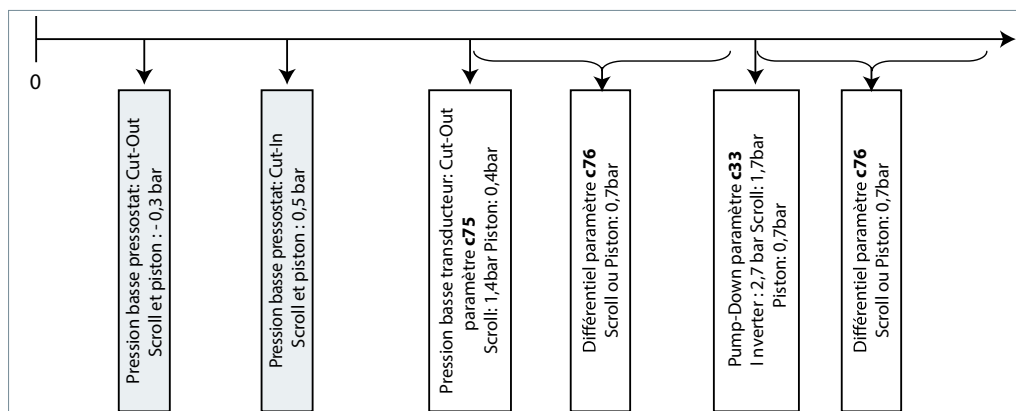 0
Pression basse pressostat: Cut-Out
Scroll et piston : - 0,3 bar
Pression basse pressostat: Cut-In
Scroll et piston : 0,5 bar
Pression basse transducteur: Cut-Out
paramètre c75
Scroll: 1,4bar Piston: 0,4bar
Différentiel paramètre c76
Scroll ou Piston: 0,7bar
Pump-Down paramètre c33
Inverter : 2,7 bar Scroll: 1,7bar
Piston: 0,7bar
Différentiel paramètre c76
Scroll ou Piston: 0,7bar